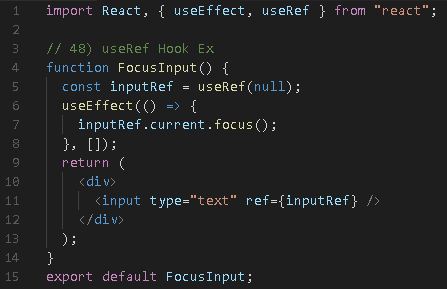 1 import React, { useEffect, useRef } from "react";
2
3 // 48) useRef Hook Ex
4 function FocusInput() {
5   const inputRef = useRef(null);
6   useEffect(() => {
7     inputRef.current.focus();
8   }, []);
9   return (
10     <div>
11       <input type="text" ref={inputRef} />
12     </div>
13   );
14 }
15 export default FocusInput;